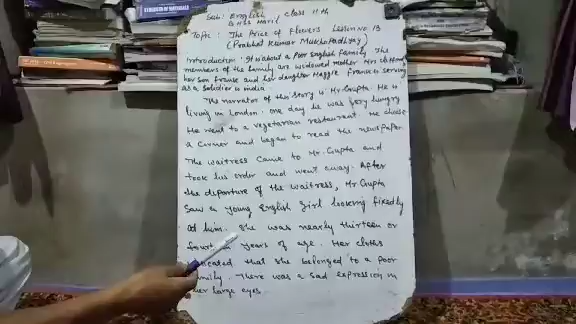 Sub: English Class 11th
GHSS Maril
Topic: The Price of Flowers Lesson No 13
(Prabhat Kumar Mukhopadhyay)
Introduction: It is about a Poor English Family The
members of the family are widowed mother Mrs
her son Frank and her daughter Maggie. Frank is serving
as a Soldier in India
The narrator of this story is Mr. Gupta. He is
living in London. One day he was very hungry
He went to a vegetarian restaurant. He choose
a corner and began to read the newspaper
The waitress came to Mr. Gupta and
took his order and went away. After
the departure of the waitress, Mr Gupta
Saw a young English girl looking fixedly
at him. She was nearly thirteen or
years of age. Her cloths
that she belonged to a poor
There was a sad expression in
her large eyes.